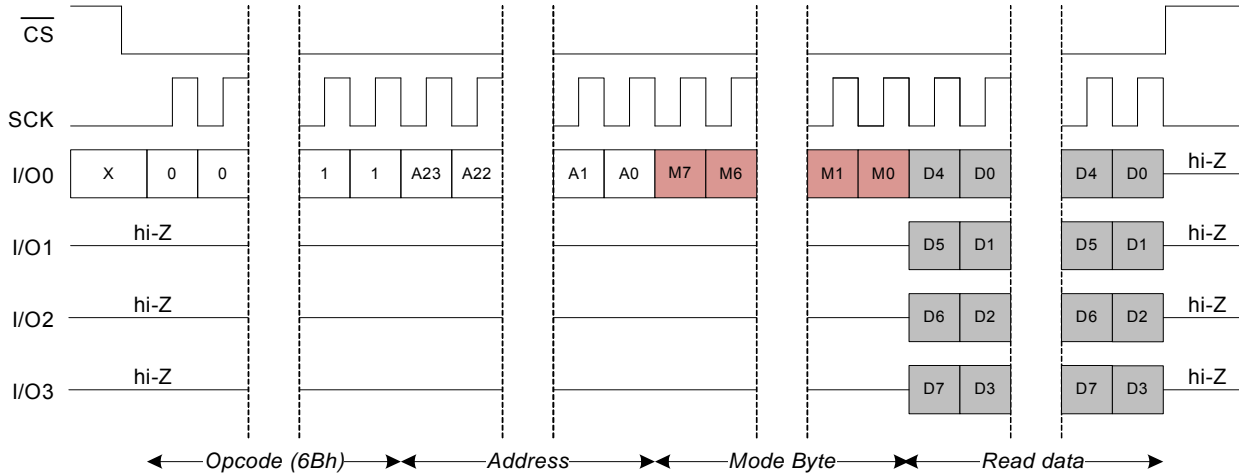 CS
SCK
I/O0 X 0 0 1 1 A23 A22 A1 A0 M7 M6 M1 M0 D4 D0 D4 D0 hi-Z
I/O1 hi-Z D5 D1 D5 D1 hi-Z
I/O2 hi-Z D6 D2 D6 D2 hi-Z
I/O3 hi-Z D7 D3 D7 D3 hi-Z
Opcode (6Bh) Address Mode Byte Read data